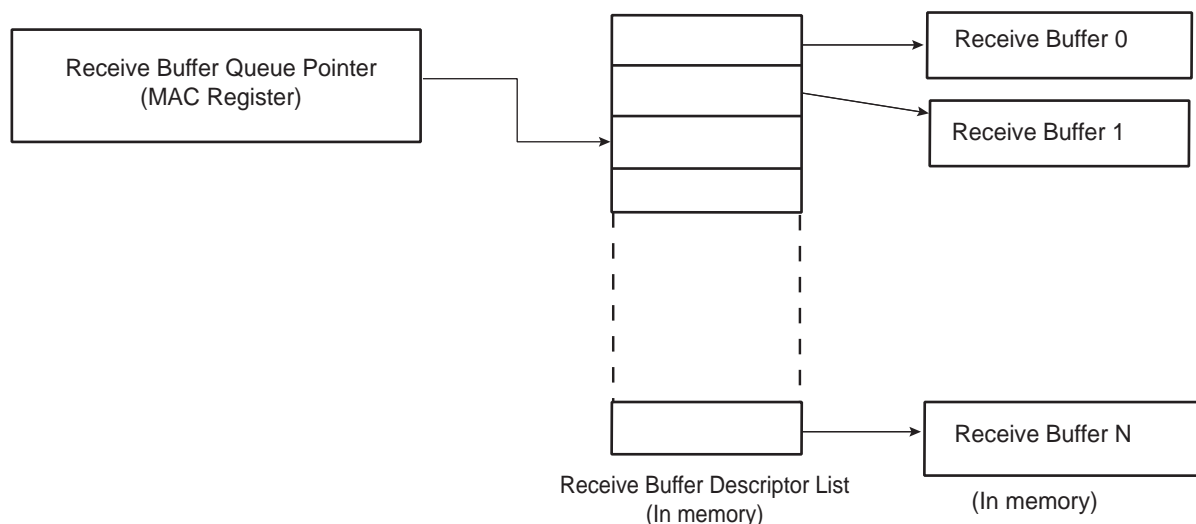 Receive Buffer Queue Pointer
(MAC Register)
Receive Buffer 0
Receive Buffer 1
Receive Buffer N
Receive Buffer Descriptor List
(In memory)
(In memory)